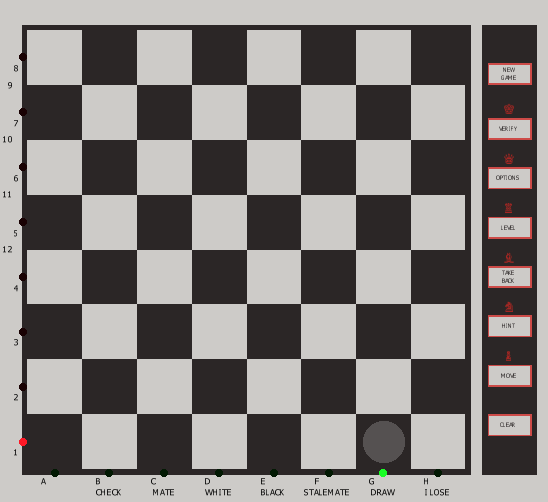 8
9
7
10
6
11
5
12
4
3
2
1
A B C D E F G H
CHECK MATE WHITE BLACK STALEMATE DRAW I LOSE
NEW
GAME
VERIFY
OPTIONS
LEVEL
TAKE
BACK
HINT
MOVE
CLEAR